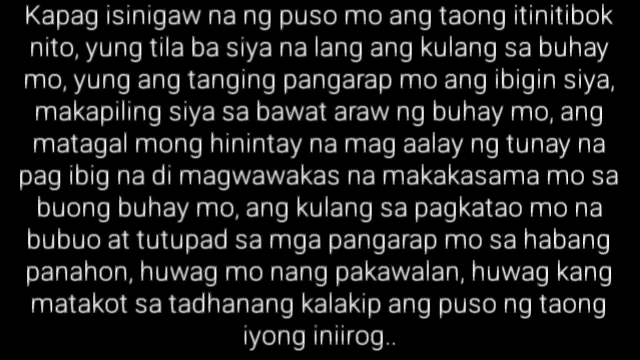 Kapag isinigaw na ng puso mo ang taong itinitibok
nito, yung tila ba siya na lang ang kulang sa buhay
mo, yung ang tanging pangarap mo ang ibigin siya,
makapiling siya sa bawat araw ng buhay mo, ang
matagal mong hinintay na mag aalay ng tunay na
pag ibig na di magwawakas na makakasama mo sa
buong buhay mo, ang kulang sa pagkatao mo na
bubuo at tutupad sa mga pangarap mo sa habang
panahon, huwag mo nang pakawalan, huwag kang
matakot sa tadhanang kalakip ang puso ng taong
iyong iniirog..